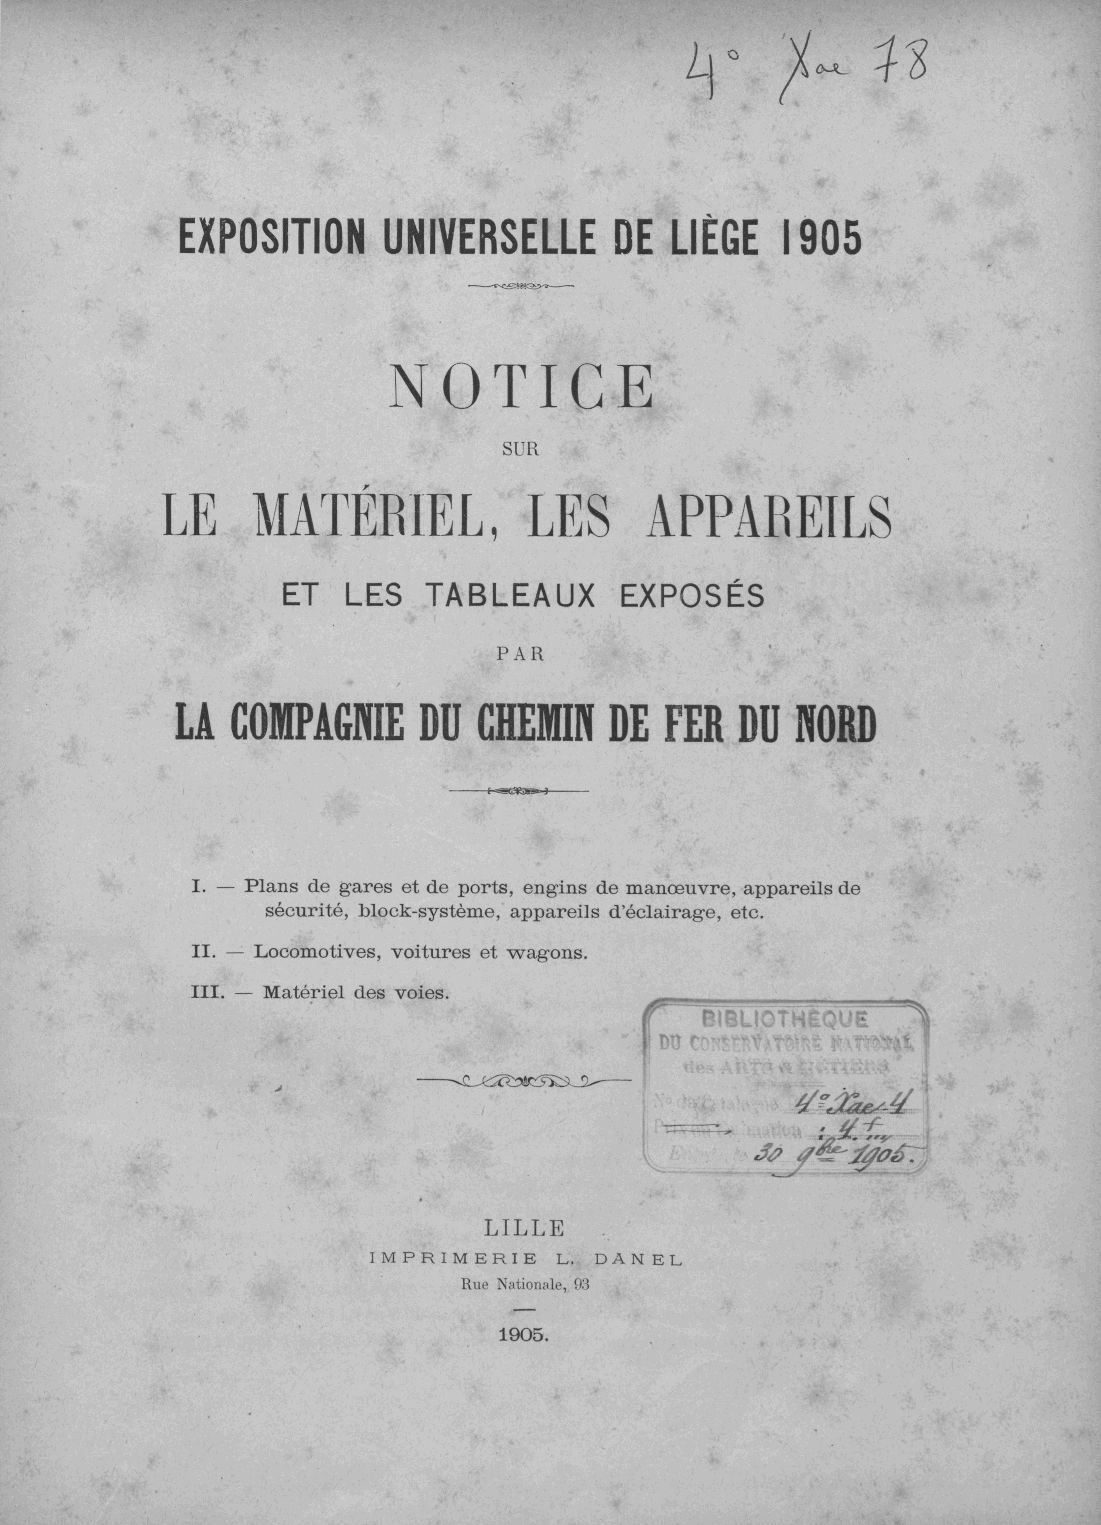 4° Xae 78
EXPOSITION UNIVERSELLE DE LIÈGE 1905
NOTICE
SUR
LE MATÉRIEL, LES APPAREILS
ET LES TABLEAUX EXPOSÉS
PAR
LA COMPAGNIE DU CHEMIN DE FER DU NORD
I. — Plans de gares et de ports, engins de manœuvre, appareils de
sécurité, block-système, appareils d'éclairage, etc.
II. — Locomotives, voitures et wagons.
III. — Matériel des voies.
BIBLIOTHÈQUE
DU CONSERVATOIRE NATIONAL
des ARTS & MÉTIERS
4° Xae 4
30 9bre 1905.
LILLE
IMPRIMERIE L. DANEL
Rue Nationale, 93
1905.